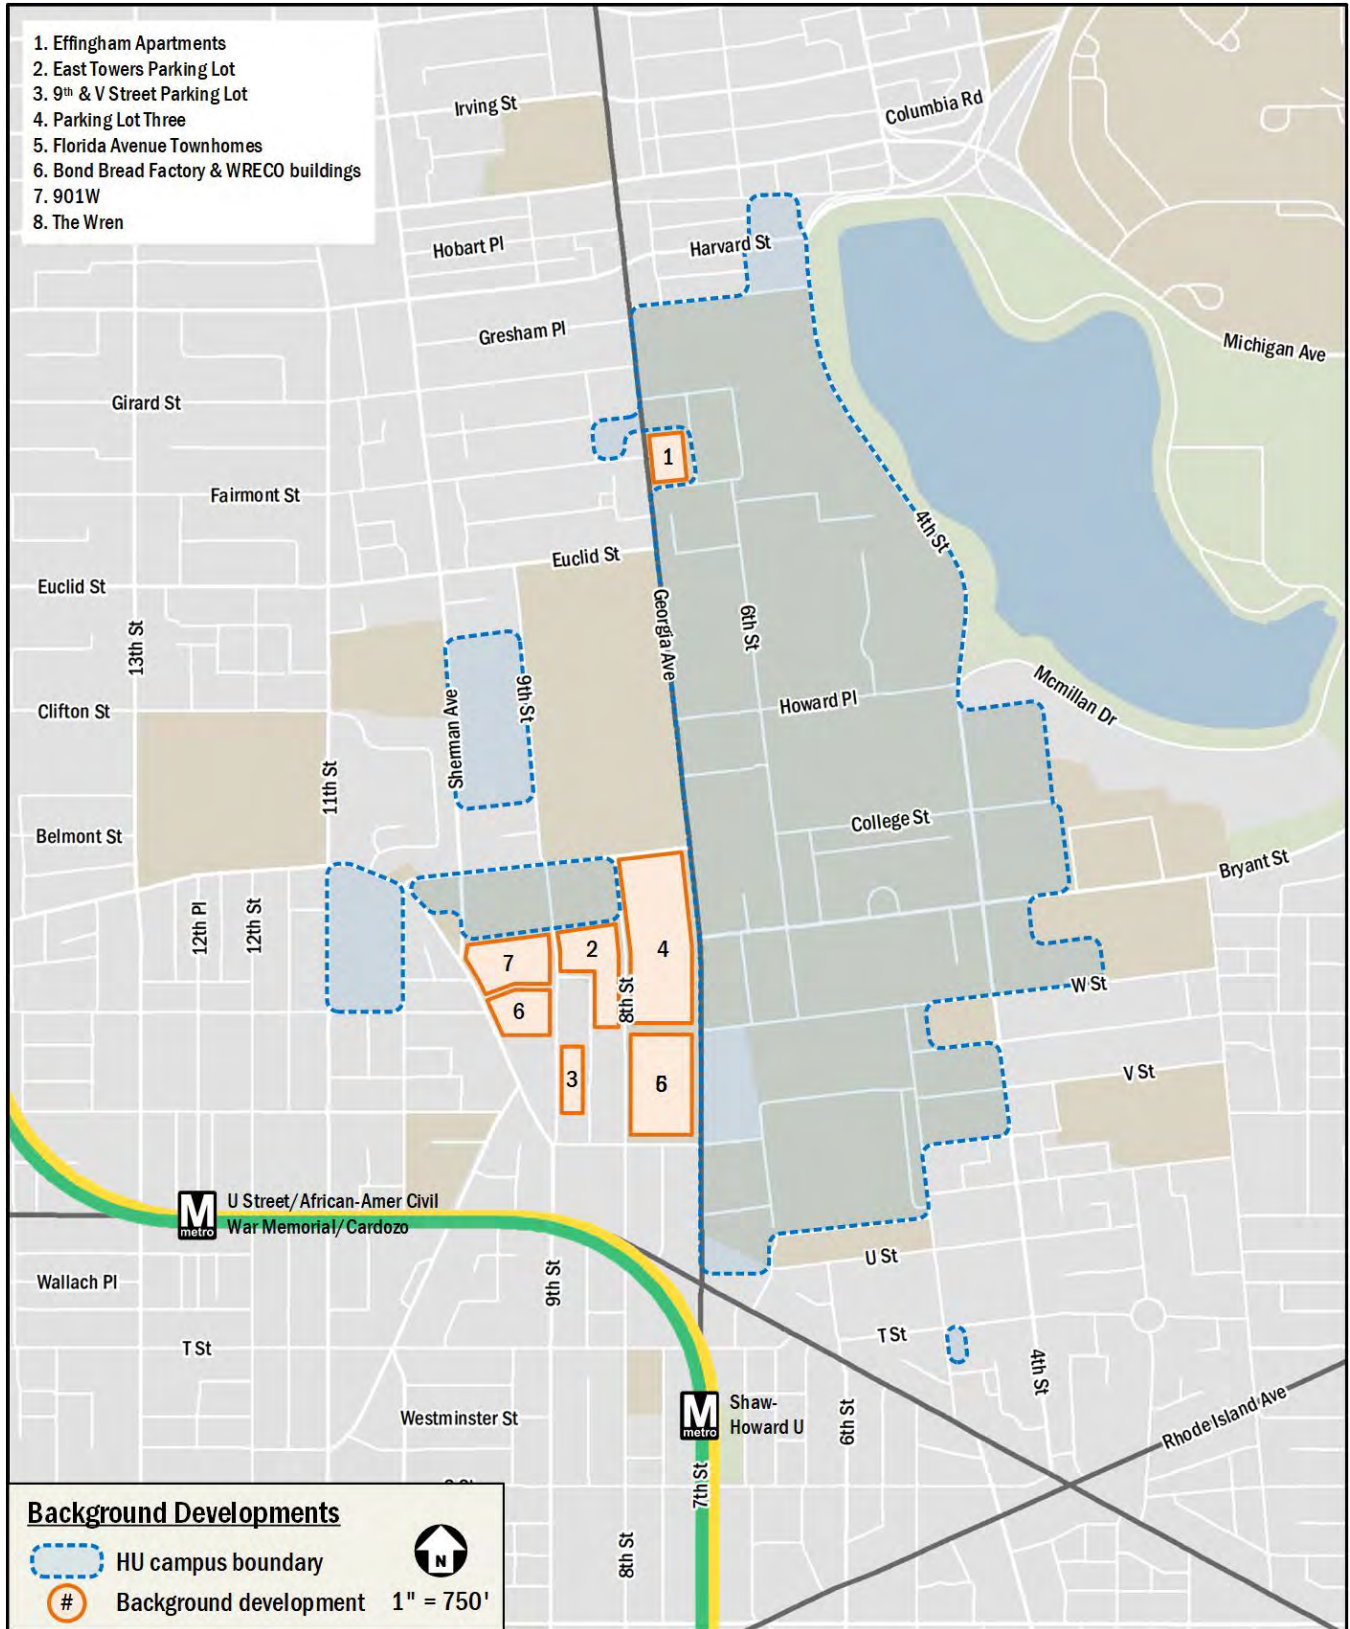 1. Effingham Apartments
2. East Towers Parking Lot
3. 9th & V Street Parking Lot
4. Parking Lot Three
5. Florida Avenue Townhomes
6. Bond Bread Factory & WRECO buildings
7. 901W
8. The Wren
Irving St
Columbia Rd
Hobart Pl
Harvard St
Gresham Pl
Michigan Ave
Girard St
1
Fairmont St
4th St
Euclid St
Euclid St
Georgia Ave
6th St
13th St
Howard Pl
Mcmillan Dr
Clifton St
Sherman Ave
9th St
11th St
Belmont St
College St
Bryant St
12th Pl
12th St
7
2
4
8th St
6
W St
3
6
V St
M
metro
U Street/African-Amer Civil
War Memorial/Cardozo
Wallach Pl
9th St
U St
T St
T St
4th St
Westminster St
M
metro
Shaw-
Howard U
6th St
Rhode Island Ave
7th St
8th St
Background Developments
HU campus boundary
N
# Background development
1" = 750'